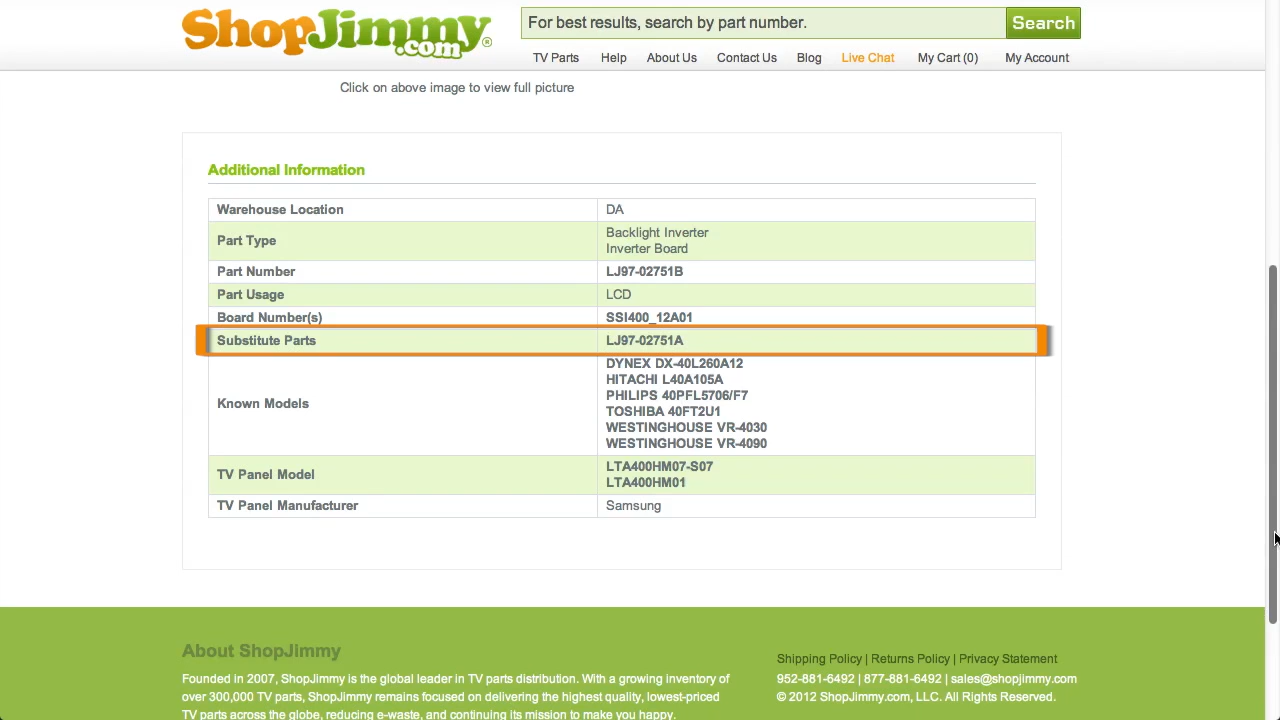 ShopJimmy.com®
For best results, search by part number.
Search
TV Parts Help About Us Contact Us Blog Live Chat My Cart (0) My Account
Click on above image to view full picture
Additional Information
Warehouse Location DA
Part Type Backlight Inverter
Inverter Board
Part Number LJ97-02751B
Part Usage LCD
Board Number(s) SSI400_12A01
Substitute Parts LJ97-02751A
Known Models DYNEX DX-40L260A12
HITACHI L40A105A
PHILIPS 40PFL5706/F7
TOSHIBA 40FT2U1
WESTINGHOUSE VR-4030
WESTINGHOUSE VR-4090
TV Panel Model LTA400HM07-S07
LTA400HM01
TV Panel Manufacturer Samsung
About ShopJimmy
Founded in 2007, ShopJimmy is the global leader in TV parts distribution. With a growing inventory of
over 300,000 TV parts, ShopJimmy remains focused on delivering the highest quality, lowest-priced
TV parts across the globe, reducing e-waste, and continuing its mission to make you happy.
Shipping Policy | Returns Policy | Privacy Statement
952-881-6492 | 877-881-6492 | sales@shopjimmy.com
© 2012 ShopJimmy.com, LLC. All Rights Reserved.